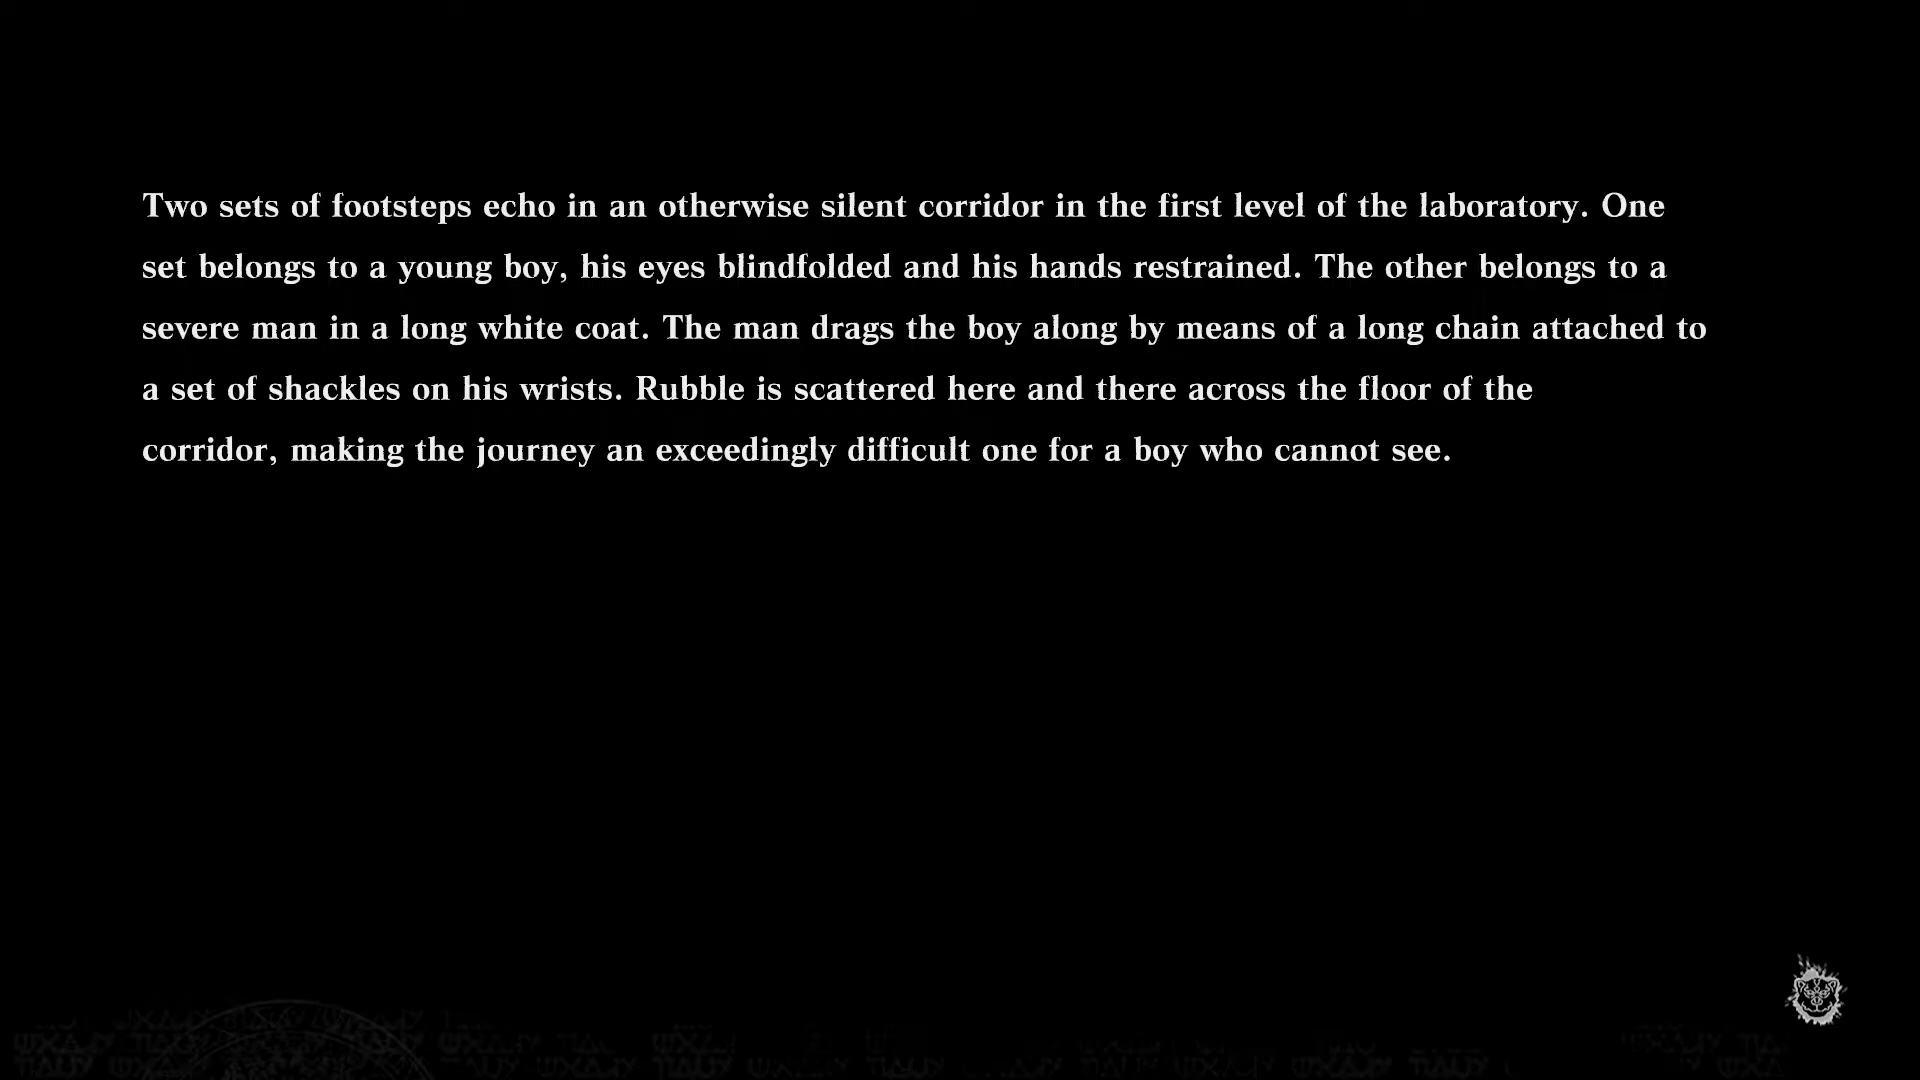 Two sets of footsteps echo in an otherwise silent corridor in the first level of the laboratory. One
set belongs to a young boy, his eyes blindfolded and his hands restrained. The other belongs to a
severe man in a long white coat. The man drags the boy along by means of a long chain attached to
a set of shackles on his wrists. Rubble is scattered here and there across the floor of the
corridor, making the journey an exceedingly difficult one for a boy who cannot see.